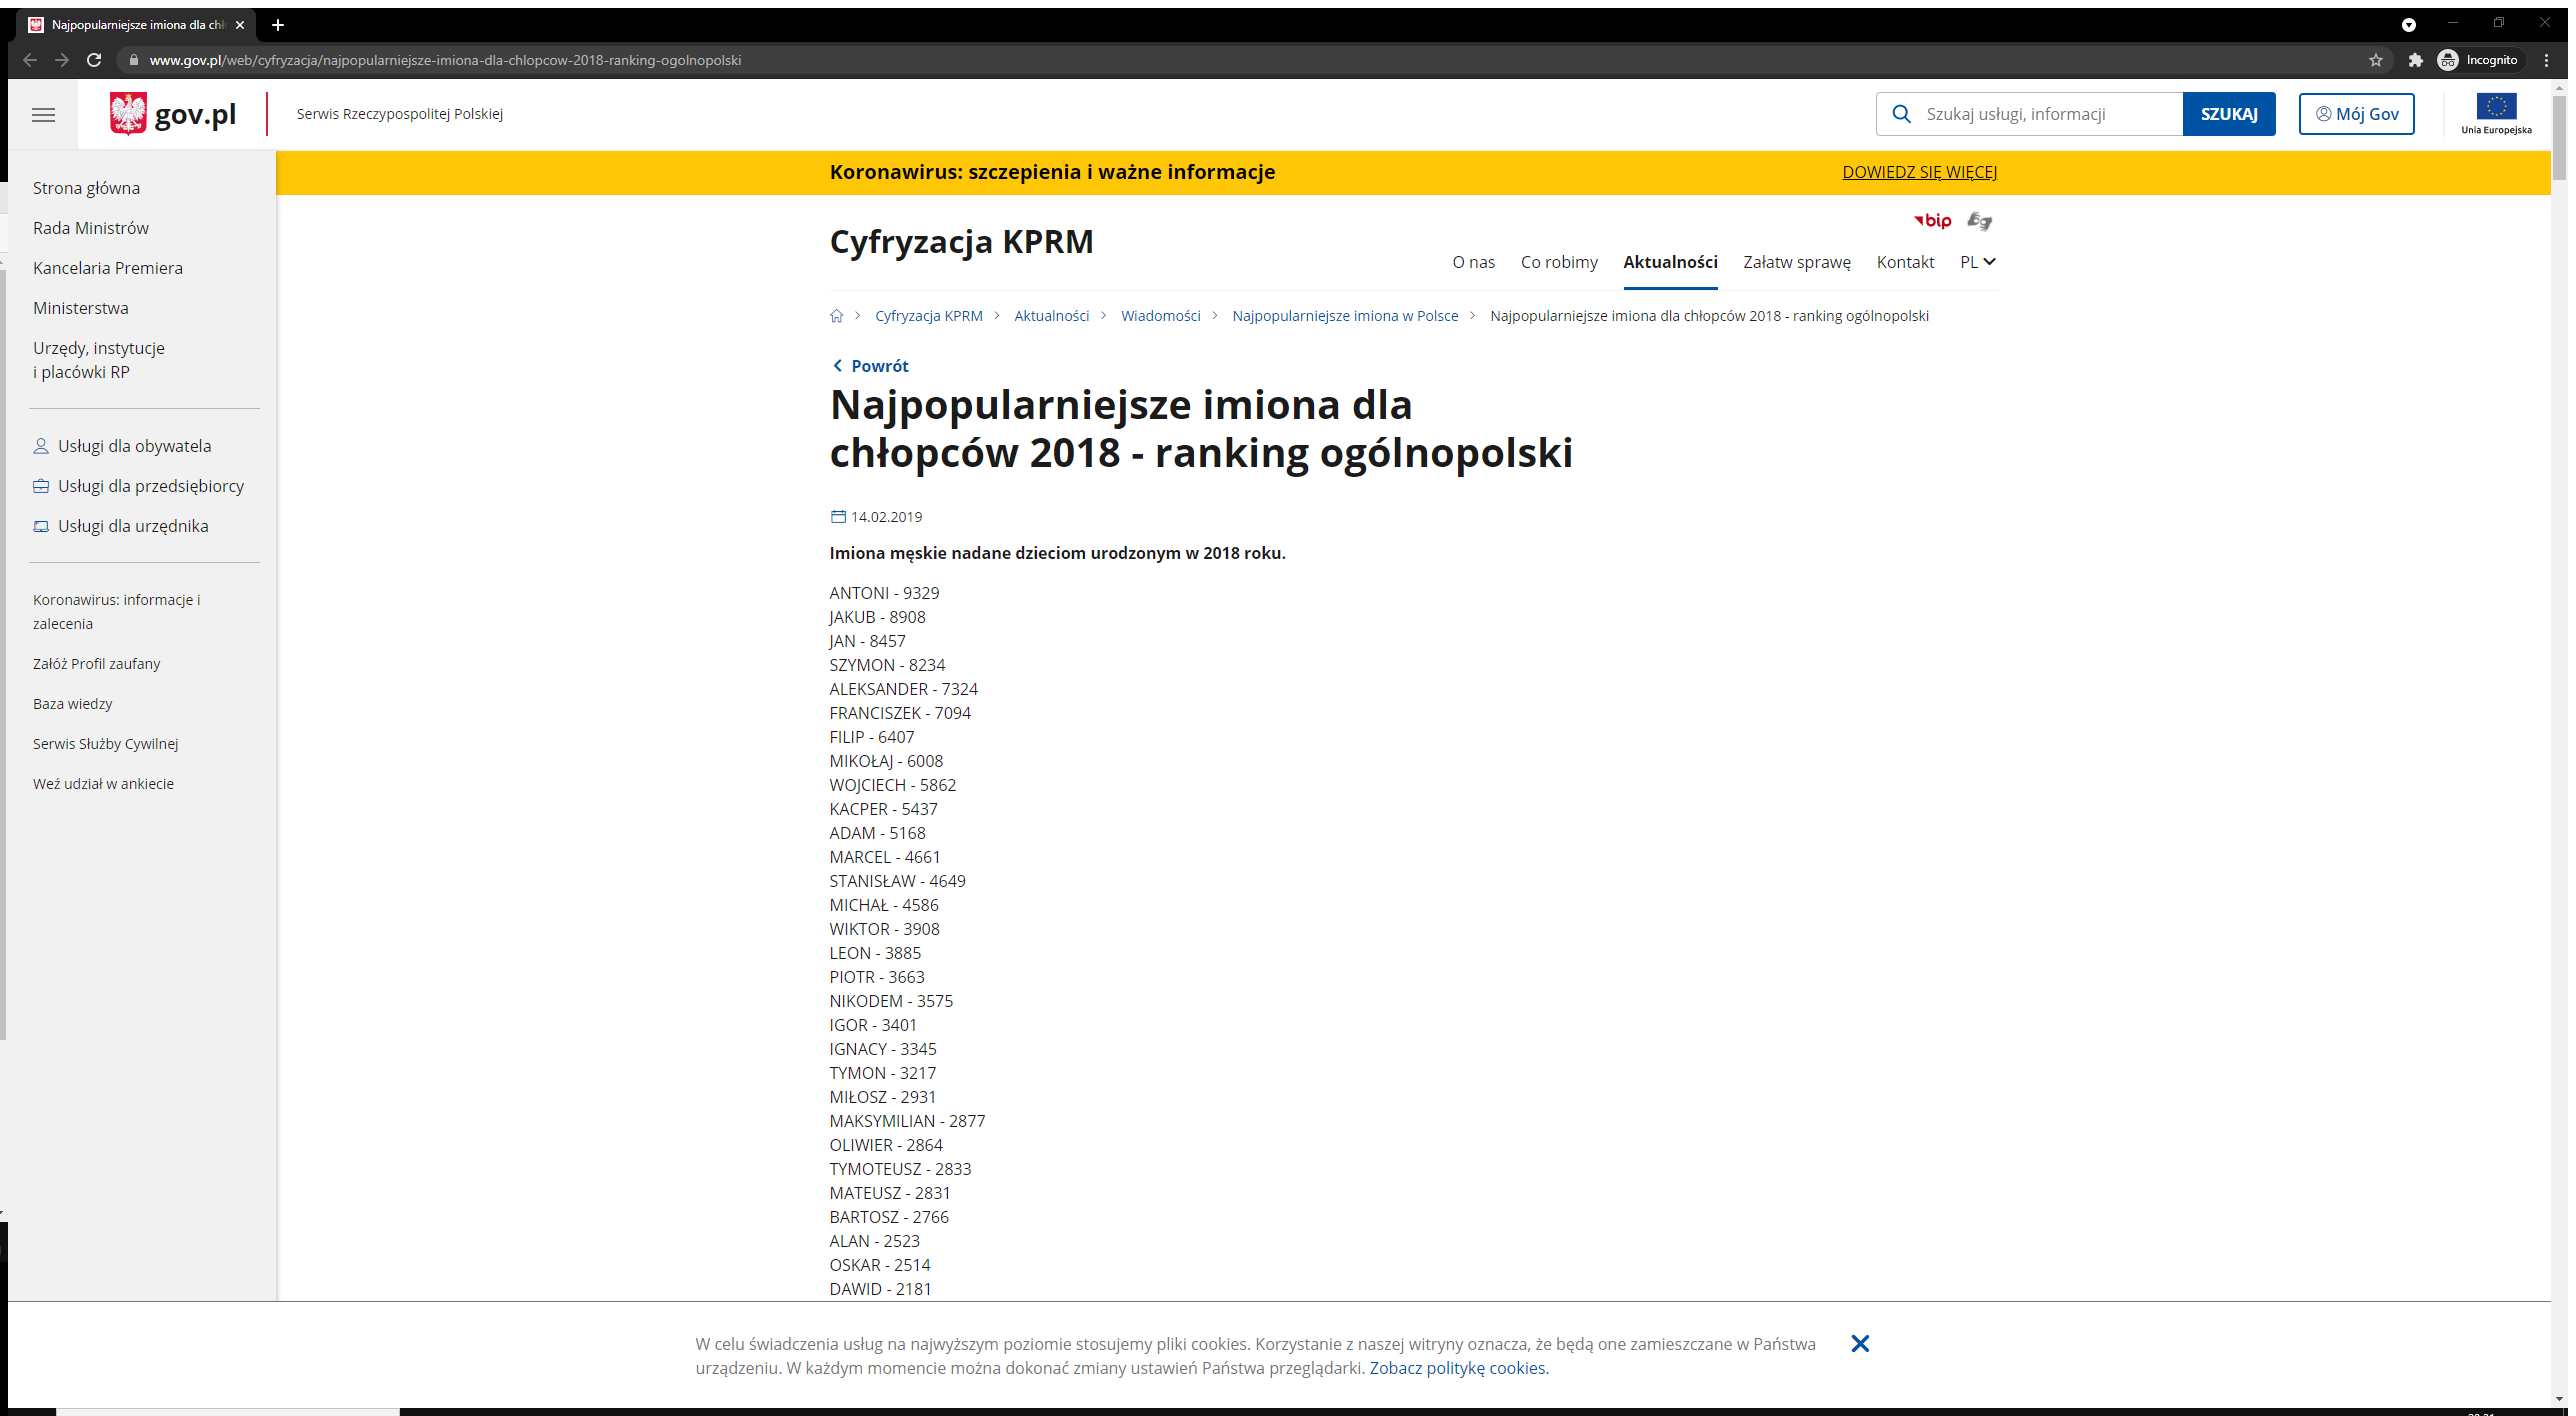 Najpopularniejsze imiona dla chł
www.gov.pl/web/cyfryzacja/najpopularniejsze-imiona-dla-chlopcow-2018-ranking-ogolnopolski
Incognito
gov.pl
Serwis Rzeczypospolitej Polskiej
Szukaj usługi, informacji
SZUKAJ
Mój Gov
Unia Europejska
Strona główna
Rada Ministrów
Kancelaria Premiera
Ministerstwa
Urzędy, instytucje
i placówki RP
Usługi dla obywatela
Usługi dla przedsiębiorcy
Usługi dla urzędnika
Koronawirus: informacje i
zalecenia
Załóż Profil zaufany
Baza wiedzy
Serwis Służby Cywilnej
Weź udział w ankiecie
Koronawirus: szczepienia i ważne informacje
DOWIEDZ SIĘ WIĘCEJ
bip
Cyfryzacja KPRM
O nas Co robimy Aktualności Załatw sprawę Kontakt PL
Cyfryzacja KPRM > Aktualności > Wiadomości > Najpopularniejsze imiona w Polsce > Najpopularniejsze imiona dla chłopców 2018 - ranking ogólnopolski
Powrót
Najpopularniejsze imiona dla
chłopców 2018 - ranking ogólnopolski
14.02.2019
Imiona męskie nadane dzieciom urodzonym w 2018 roku.
ANTONI - 9329
JAKUB - 8908
JAN - 8457
SZYMON - 8234
ALEKSANDER - 7324
FRANCISZEK - 7094
FILIP - 6407
MIKOŁAJ - 6008
WOJCIECH - 5862
KACPER - 5437
ADAM - 5168
MARCEL - 4661
STANISŁAW - 4649
MICHAŁ - 4586
WIKTOR - 3908
LEON - 3885
PIOTR - 3663
NIKODEM - 3575
IGOR - 3401
IGNACY - 3345
TYMON - 3217
MIŁOSZ - 2931
MAKSYMILIAN - 2877
OLIWIER - 2864
TYMOTEUSZ - 2833
MATEUSZ - 2831
BARTOSZ - 2766
ALAN - 2523
OSKAR - 2514
DAWID - 2181
W celu świadczenia usług na najwyższym poziomie stosujemy pliki cookies. Korzystanie z naszej witryny oznacza, że będą one zamieszczane w Państwa
urządzeniu. W każdym momencie można dokonać zmiany ustawień Państwa przeglądarki. Zobacz politykę cookies.